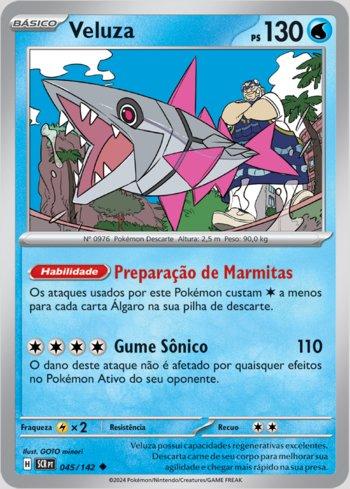 BÁSICO
Veluza
PS 130
Nº 0976 Pokémon Descarte Altura: 2,5 m Peso: 90,0 kg
Habilidade Preparação de Marmitas
Os ataques usados por este Pokémon custam a menos
para cada carta Álgaro na sua pilha de descarte.
Gume Sônico 110
O dano deste ataque não é afetado por quaisquer efeitos
no Pokémon Ativo do seu oponente.
Fraqueza x2 Resistência Recuo
Ilust. GOTO minori
H SCR PT 045/142
Veluza possui capacidades regenerativas excelentes.
Descarta carne de seu corpo para melhorar sua
agilidade e chegar mais rápido na sua presa.
©2024 Pokémon/Nintendo/Creatures/GAME FREAK